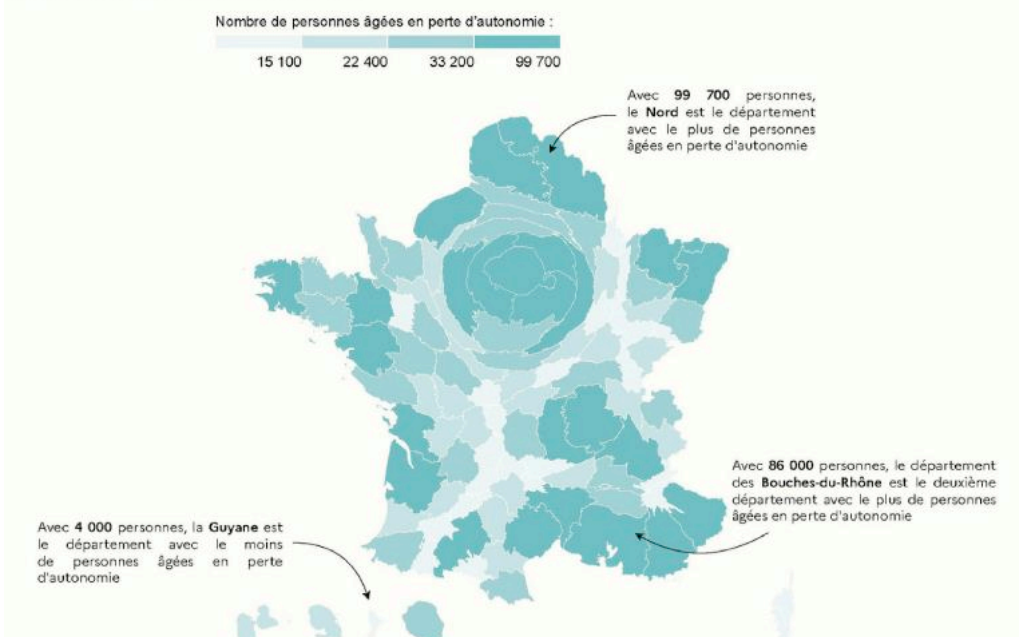 Nombre de personnes âgées en perte d'autonomie :
15 100 22 400 33 200 99 700
Avec 99 700 personnes,
le Nord est le département
avec le plus de personnes
âgées en perte d'autonomie
Avec 86 000 personnes, le département
des Bouches-du-Rhône est le deuxième
département avec le plus de personnes
âgées en perte d'autonomie
Avec 4 000 personnes, la Guyane est
le département avec le moins
de personnes âgées en perte
d'autonomie